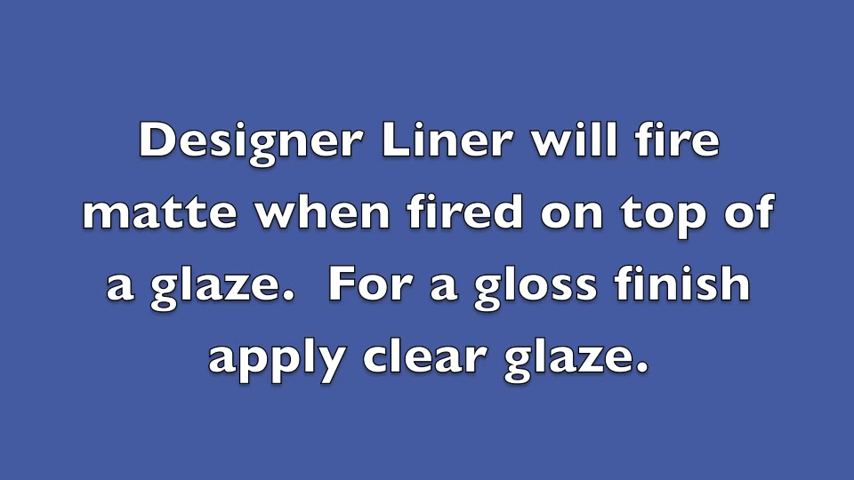 Designer Liner will fire
matte when fired on top of
a glaze.  For a gloss finish
apply clear glaze.